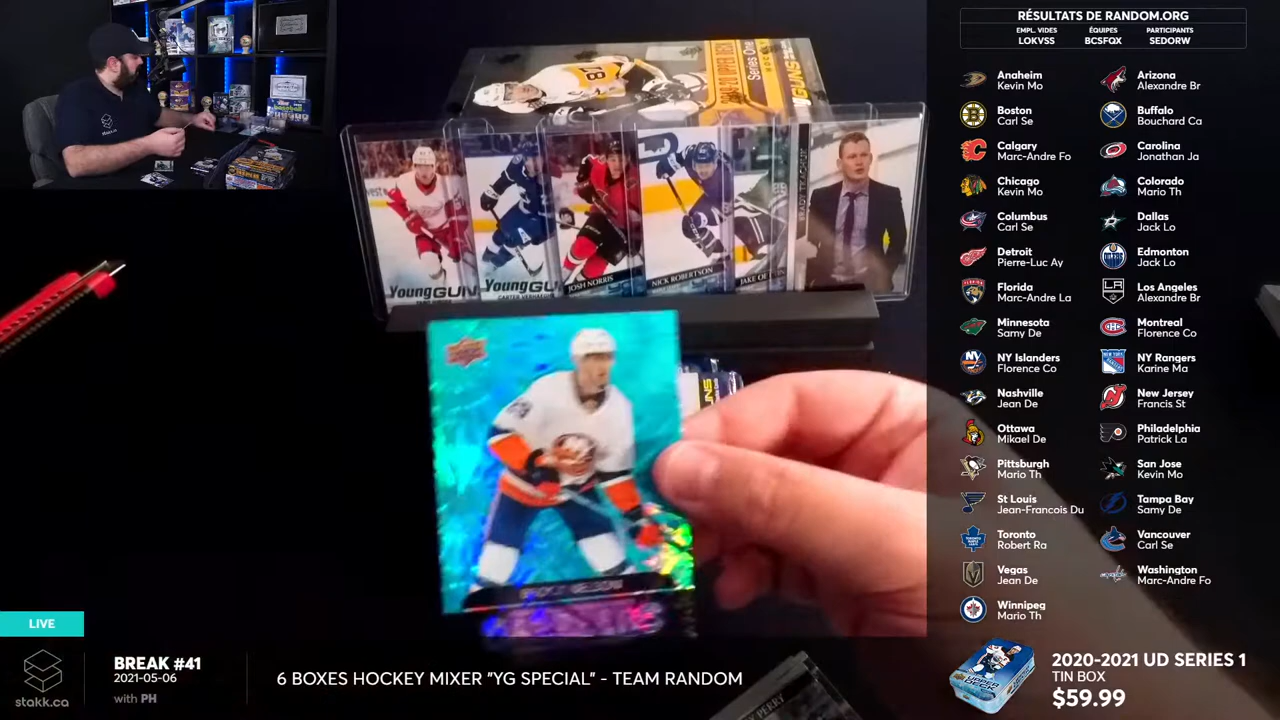 RÉSULTATS DE RANDOM.ORG
EMPL. VIDES ÉQUIPES PARTICIPANTS
LOKVSS BCSFQX SEDORW
Anaheim
Kevin Mo
Arizona
Alexandre Br
Boston
Carl Se
Buffalo
Bouchard Ca
Calgary
Marc-Andre Fo
Carolina
Jonathan Ja
Chicago
Kevin Mo
Colorado
Mario Th
Columbus
Carl Se
Dallas
Jack Lo
Detroit
Pierre-Luc Ay
Edmonton
Jack Lo
Florida
Marc-Andre La
Los Angeles
Alexandre Br
Minnesota
Samy De
Montreal
Florence Co
NY Islanders
Florence Co
NY Rangers
Karine Ma
Nashville
Jean De
New Jersey
Francis St
Ottawa
Mikael De
Philadelphia
Patrick La
Pittsburgh
Mario Th
San Jose
Kevin Mo
St Louis
Jean-Francois Du
Tampa Bay
Samy De
Toronto
Robert Ra
Vancouver
Carl Se
Vegas
Jean De
Washington
Marc-Andre Fo
Winnipeg
Mario Th
Series One
YoungGUN
YoungGU
JOSH NORRIS
NICK ROBERTSON
JAKE OE
BRADY TKACHUK
GUNS
LIVE
stakk.ca
BREAK #41
2021-05-06
with PH
6 BOXES HOCKEY MIXER "YG SPECIAL" - TEAM RANDOM
2020-2021 UD SERIES 1
TIN BOX
$59.99
PERRY